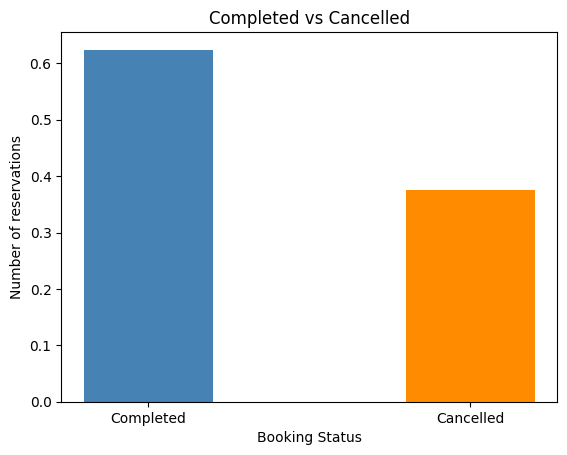 Completed vs Cancelled
Number of reservations
0.6
0.5
0.4
0.3
0.2
0.1
0.0
Completed
Cancelled
Booking Status